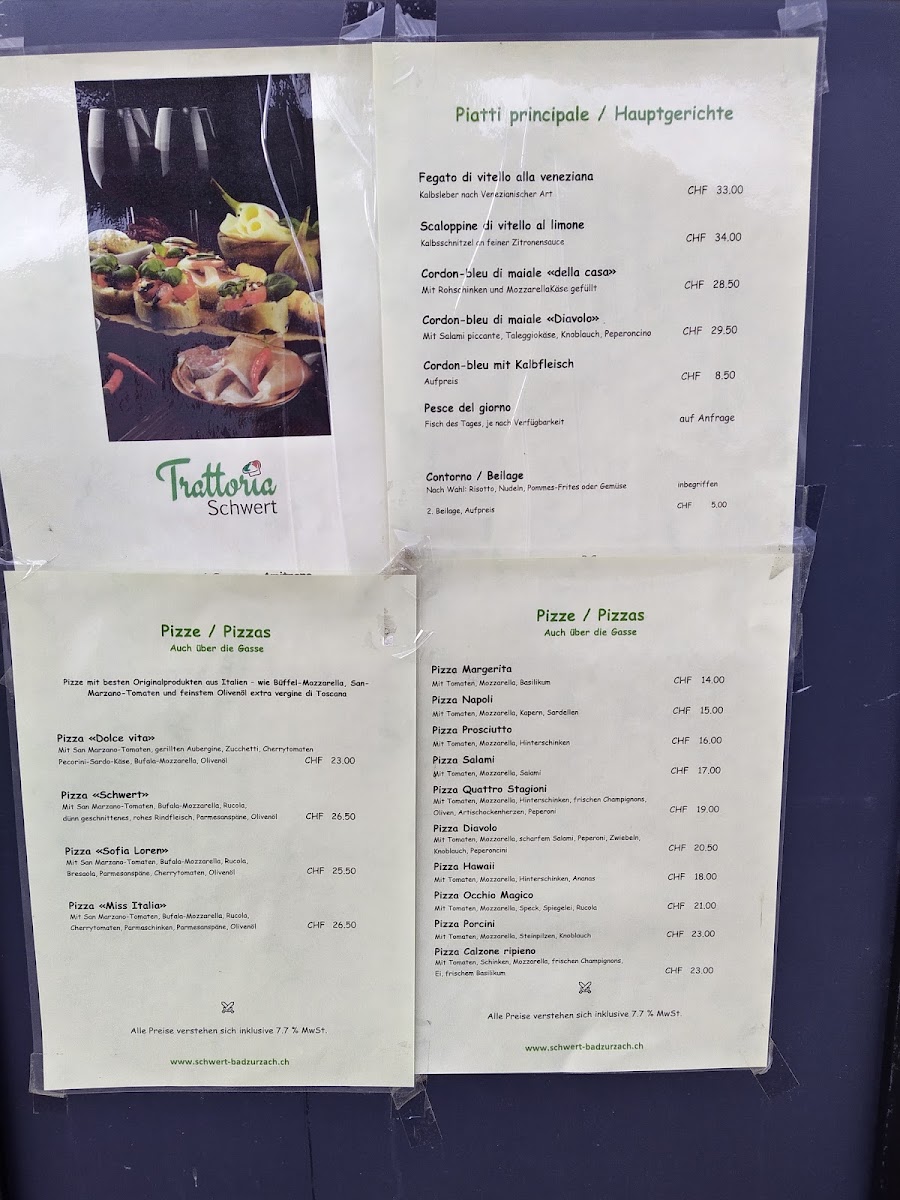 Trattoria
Schwert
Piatti principale / Hauptgerichte
Fegato di vitello alla veneziana
Kalbsleber nach Venezianischer Art
CHF 33,00
Scaloppine di vitello al limone
Kalbsschnitzel an feiner Zitronensauce
CHF 34.00
Cordon-bleu di maiale «della casa»
Mit Rohschinken und MozzarellaKäse gefüllt
CHF 28.50
Cordon-bleu di maiale «Diavolo»
Mit Salami piccante, Taleggiokäse, Knoblauch, Peperoncino
CHF 29.50
Cordon-bleu mit Kalbfleisch
Aufpreis
CHF 8.50
Pesce del giorno
Fisch des Tages, je nach Verfügbarkeit
auf Anfrage
Contorno / Beilage
Nach Wahl: Risotto, Nudeln, Pommes-Frites oder Gemüse
inbegriffen
2. Beilage, Aufpreis
CHF 5.00
Pizze / Pizzas
Auch über die Gasse
Pizze mit besten Originalprodukten aus Italien - wie Büffel-Mozzarella, San-
Marzano-Tomaten und feinstem Olivenöl extra vergine di Toscana
Pizza «Dolce vita»
Mit San Marzano-Tomaten, gerillten Aubergine, Zucchetti, Cherrytomaten
Pecorini-Sardo-Käse, Bufala-Mozzarella, Olivenöl
CHF 23.00
Pizza «Schwert»
Mit San Marzano-Tomaten, Bufala-Mozzarella, Rucola,
dünn geschnittenes, rohes Rindfleisch, Parmesanspäne, Olivenöl
CHF 26.50
Pizza «Sofia Loren»
Mit San Marzano-Tomaten, Bufala-Mozzarella, Rucola,
Bresaola, Parmesanspäne, Cherrytomaten, Olivenöl
CHF 25.50
Pizza «Miss Italia»
Mit San Marzano-Tomaten, Bufala-Mozzarella, Rucola,
Cherrytomaten, Parmaschinken, Parmesanspäne, Olivenöl
CHF 26.50
Alle Preise verstehen sich inklusive 7.7 % MwSt.
www.schwert-badzurzach.ch
Pizze / Pizzas
Auch über die Gasse
Pizza Margerita
Mit Tomaten, Mozzarella, Basilikum
CHF 14.00
Pizza Napoli
Mit Tomaten, Mozzarella, Kapern, Sardellen
CHF 15.00
Pizza Prosciutto
Mit Tomaten, Mozzarella, Hinterschinken
CHF 16.00
Pizza Salami
Mit Tomaten, Mozzarella, Salami
CHF 17.00
Pizza Quattro Stagioni
Mit Tomaten, Mozzarella, Hinterschinken, frischen Champignons,
Oliven, Artischockenherzen, Peperoni
CHF 19.00
Pizza Diavolo
Mit Tomaten, Mozzarella, scharfem Salami, Peperoni, Zwiebeln,
Knoblauch, Peperoncini
CHF 20.50
Pizza Hawaii
Mit Tomaten, Mozzarella, Hinterschinken, Ananas
CHF 18.00
Pizza Occhio Magico
Mit Tomaten, Mozzarella, Speck, Spiegelei, Rucola
CHF 21.00
Pizza Porcini
Mit Tomaten, Mozzarella, Steinpilzen, Knoblauch
CHF 23.00
Pizza Calzone ripieno
Mit Tomaten, Schinken, Mozzarella, frischen Champignons,
Ei, frischem Basilikum
CHF 23.00
Alle Preise verstehen sich inklusive 7.7 % MwSt.
www.schwert-badzurzach.ch